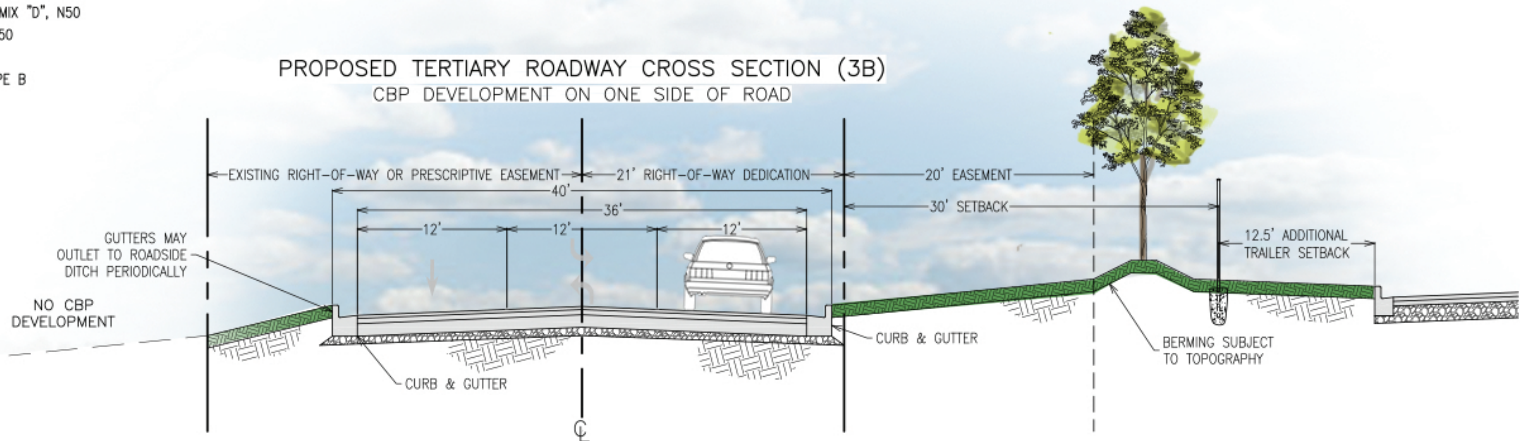 MIX "D", N50
50
PE B
PROPOSED TERTIARY ROADWAY CROSS SECTION (3B)
CBP DEVELOPMENT ON ONE SIDE OF ROAD
EXISTING RIGHT-OF-WAY OR PRESCRIPTIVE EASEMENT
21' RIGHT-OF-WAY DEDICATION
20' EASEMENT
40'
30' SETBACK
36'
12'
12'
12'
GUTTERS MAY
OUTLET TO ROADSIDE
DITCH PERIODICALLY
12.5' ADDITIONAL
TRAILER SETBACK
NO CBP
DEVELOPMENT
CURB & GUTTER
BERMING SUBJECT
TO TOPOGRAPHY
CURB & GUTTER
℄